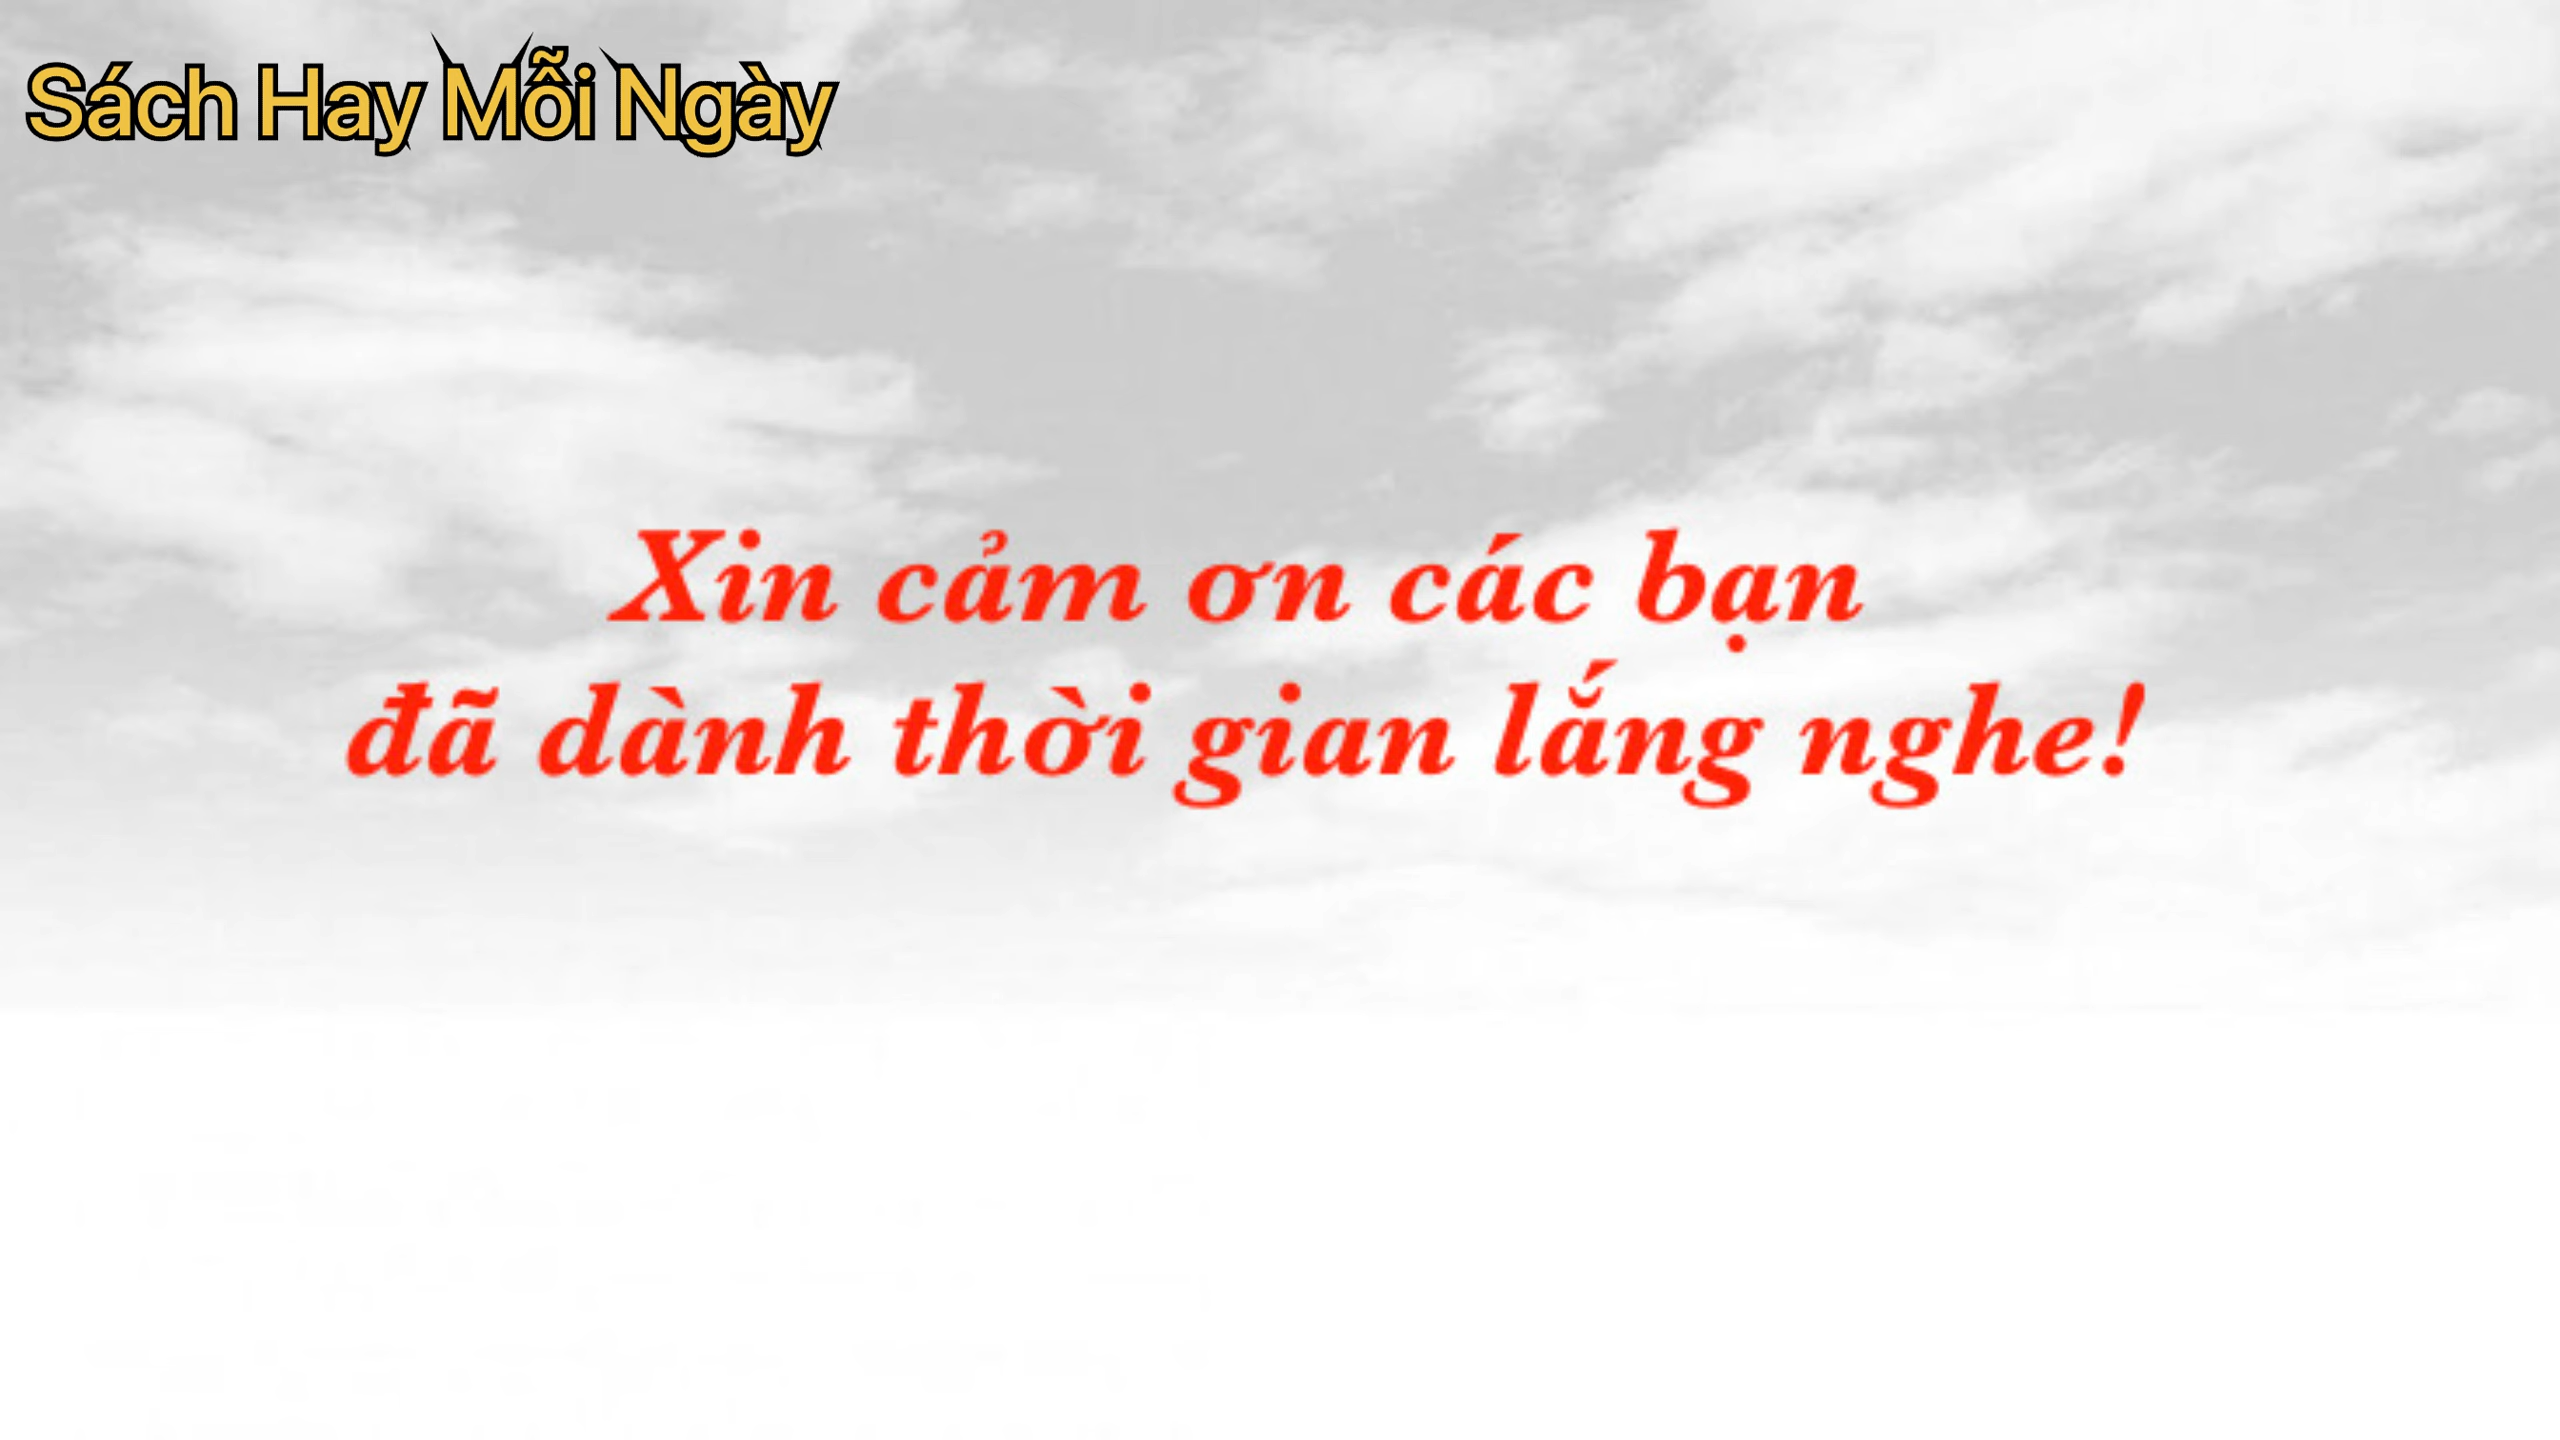 Sách Hay Mỗi Ngày
Xin cảm ơn các bạn
đã dành thời gian lắng nghe!